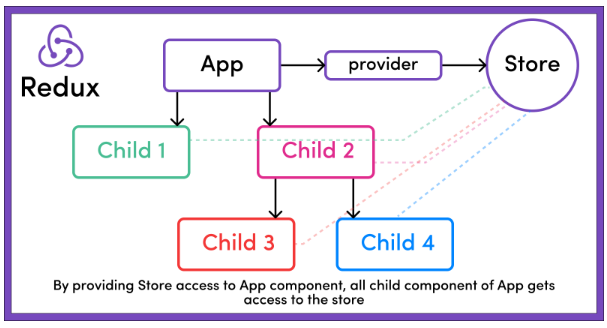 Redux
App
provider
Store
Child 1
Child 2
Child 3
Child 4
By providing Store access to App component, all child component of App gets
access to the store